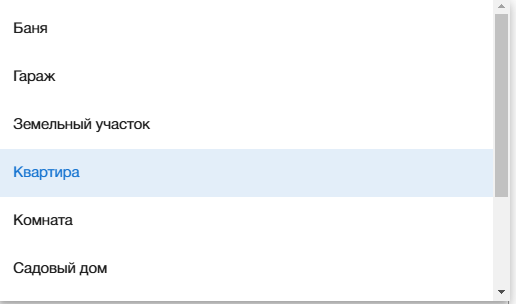 Баня
Гараж
Земельный участок
Квартира
Комната
Садовый дом